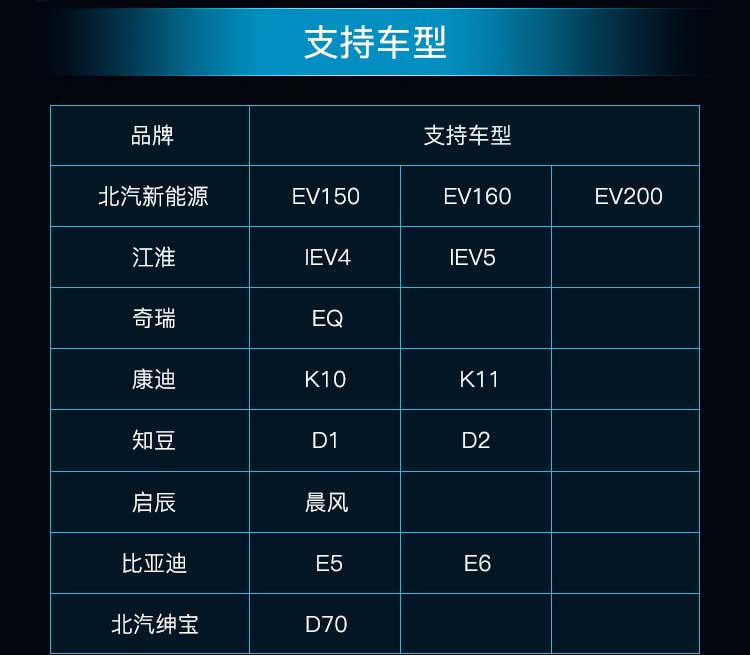 支持车型
品牌 支持车型
北汽新能源 EV150 EV160 EV200
江淮 IEV4 IEV5
奇瑞 EQ
康迪 K10 K11
知豆 D1 D2
启辰 晨风
比亚迪 E5 E6
北汽绅宝 D70